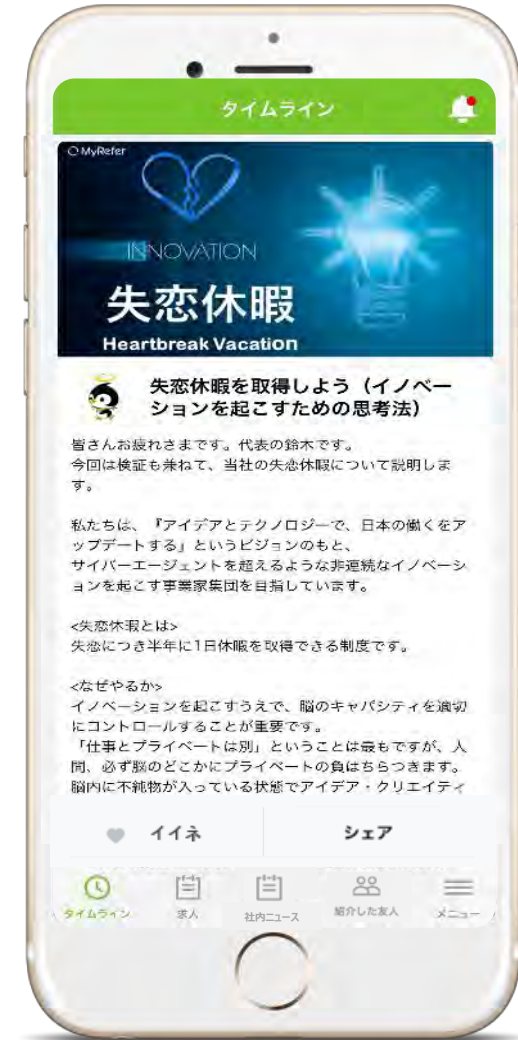 タイムライン
MyRefer
INNOVATION
失恋休暇
Heartbreak Vacation
失恋休暇を取得しよう（イノベー
ションを起こすための思考法）
皆さんお疲れさまです。代表の鈴木です。
今回は検証も兼ねて、当社の失恋休暇について説明しま
す。
私たちは、『アイデアとテクノロジーで、日本の働くをア
ップデートする』というビジョンのもと、
サイバーエージェントを超えるような非連続なイノベーシ
ョンを起こす事業家集団を目指しています。
<失恋休暇とは>
失恋につき半年に1日休暇を取得できる制度です。
<なぜやるか>
イノベーションを起こすうえで、脳のキャパシティを適切
にコントロールすることが重要です。
「仕事とプライベートは別」ということは最もですが、人
間、必ず脳のどこかにプライベートの負はちらつきます。
脳内に不純物が入っている状態でアイデア・クリエイティ
イイネ
シェア
タイムライン
求人
社内ニュース
紹介した友人
メニュー